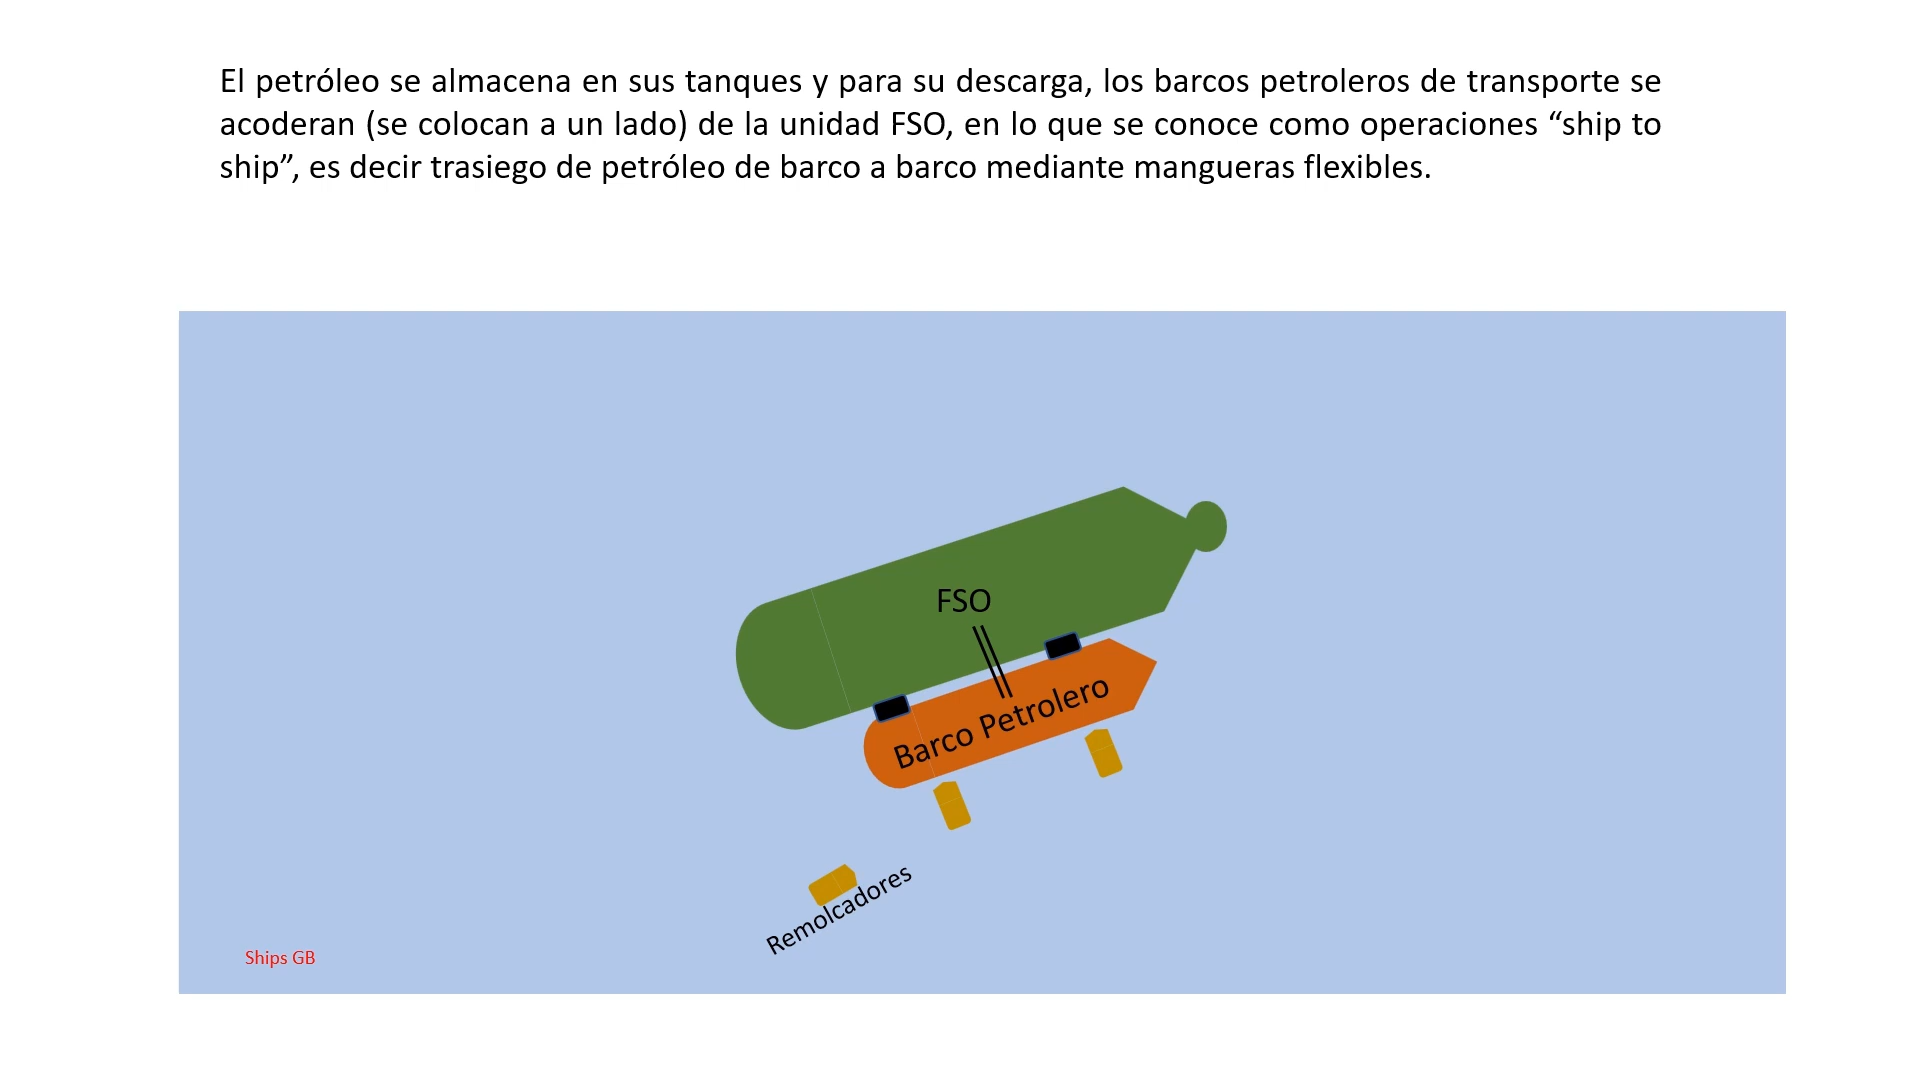 El petróleo se almacena en sus tanques y para su descarga, los barcos petroleros de transporte se
acoderan (se colocan a un lado) de la unidad FSO, en lo que se conoce como operaciones “ship to
ship”, es decir trasiego de petróleo de barco a barco mediante mangueras flexibles.
FSO
Barco Petrolero
Remolcadores
Ships GB